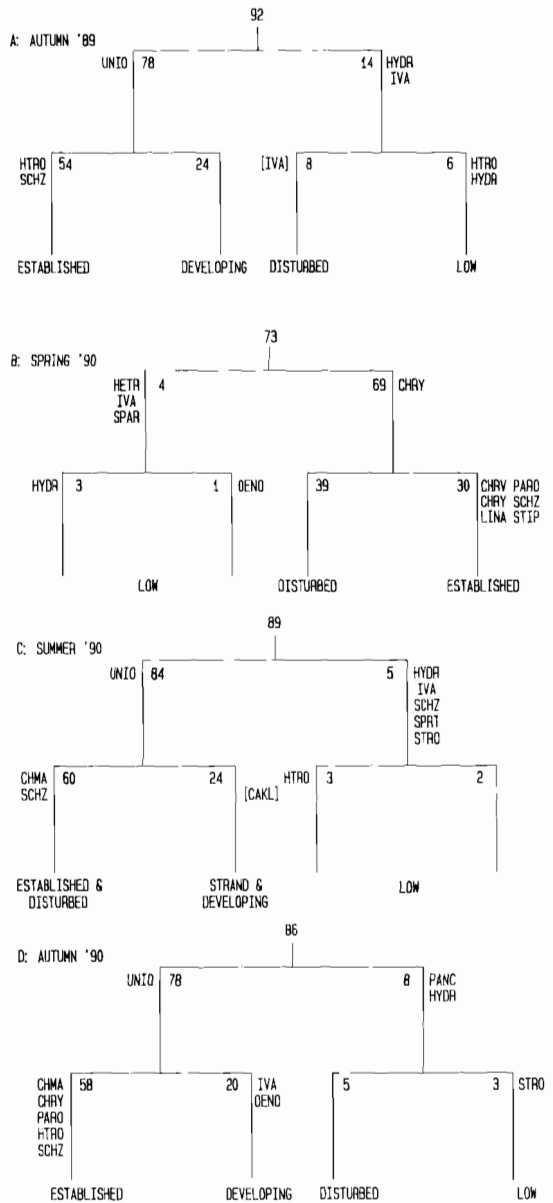 92
A: AUTUMN '89
UNIO 78 14 HYDR
IVA
HTRO 54 24 [IVA] 8 6 HTRO
SCHZ HYDR
ESTABLISHED DEVELOPING DISTURBED LOW
73
B: SPRING '90
HETR 4 69 CHRY
IVA
SPAR
HYDR 3 1 OENO 39 30 CHRV PARO
CHRY SCHZ
LINA STIP
LOW DISTURBED ESTABLISHED
89
C: SUMMER '90
UNIO 84 5 HYDR
IVA
SCHZ
SPRT
STRO
CHMA 60 24 HTRO 3 2
SCHZ [CAKL]
ESTABLISHED & STRAND & LOW
DISTURBED DEVELOPING
86
D: AUTUMN '90
UNIO 78 8 PANC
HYDR
CHMA 58 20 IVA 5 3 STRO
CHRY OENO
PARO
HTRO
SCHZ
ESTABLISHED DEVELOPING DISTURBED LOW